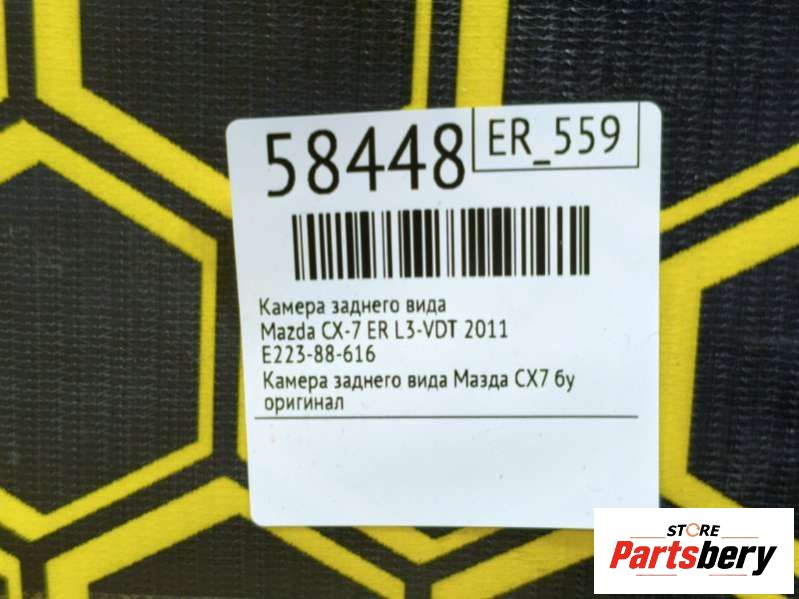 58448
ER_559
Камера заднего вида
Mazda CX-7 ER L3-VDT 2011
E223-88-616
Камера заднего вида Мазда CX7 бу
оригинал
STORE
Partsbery